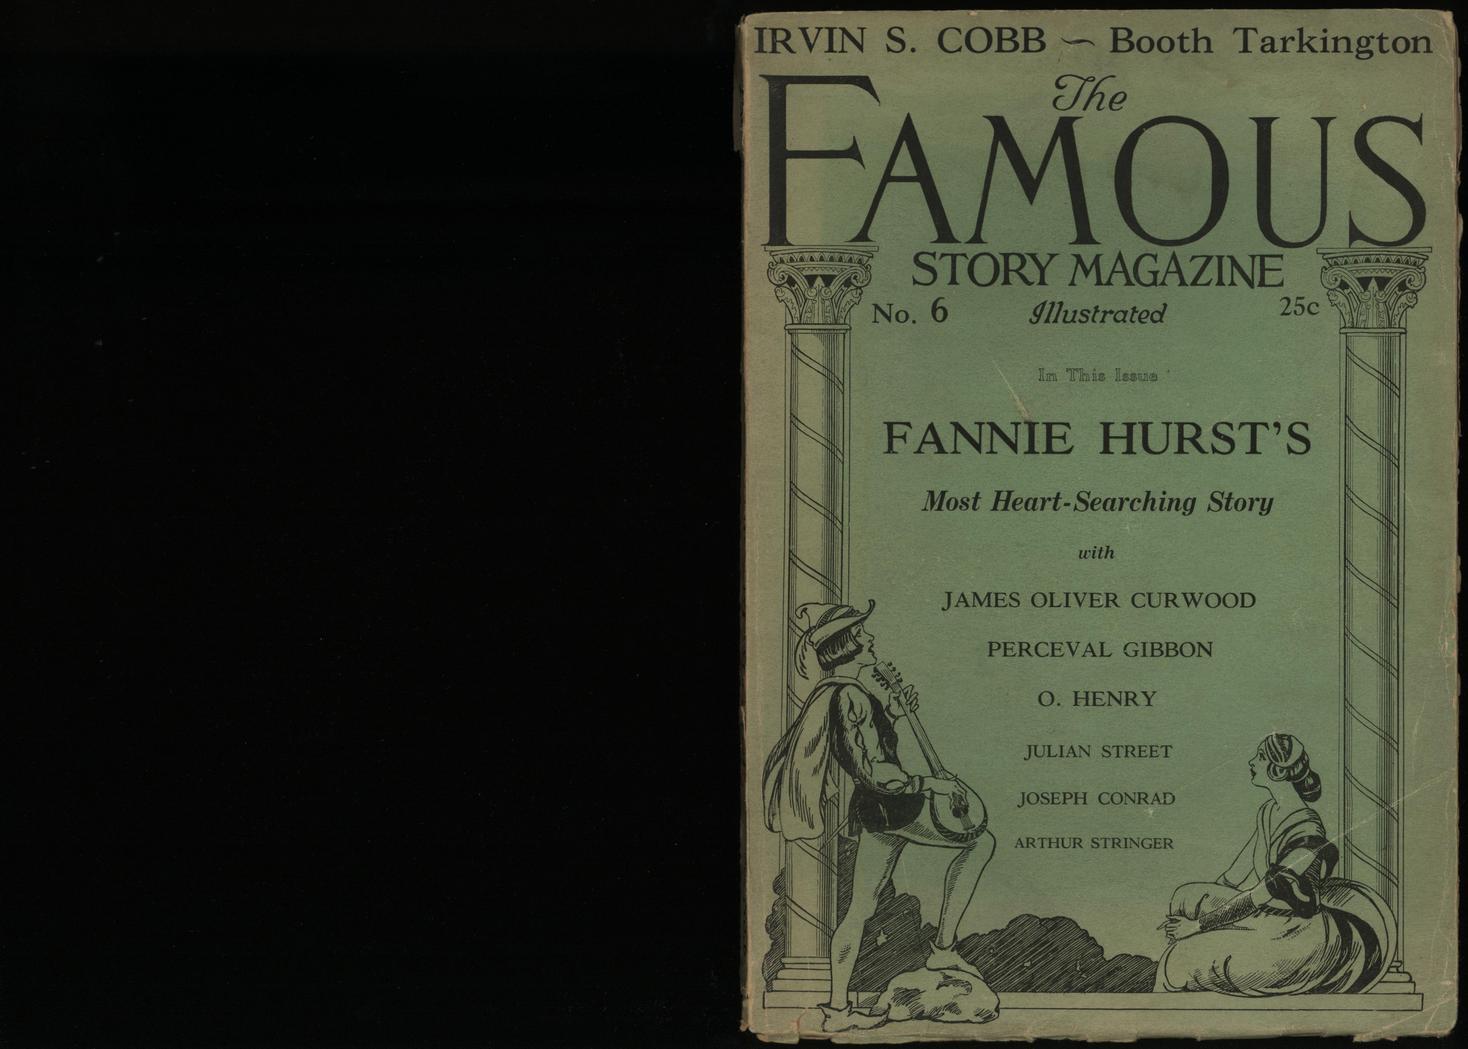 IRVIN S. COBB ~ Booth Tarkington
The
FAMOUS
STORY MAGAZINE
No. 6 Illustrated 25c
In This Issue
FANNIE HURST'S
Most Heart-Searching Story
with
JAMES OLIVER CURWOOD
PERCEVAL GIBBON
O. HENRY
JULIAN STREET
JOSEPH CONRAD
ARTHUR STRINGER